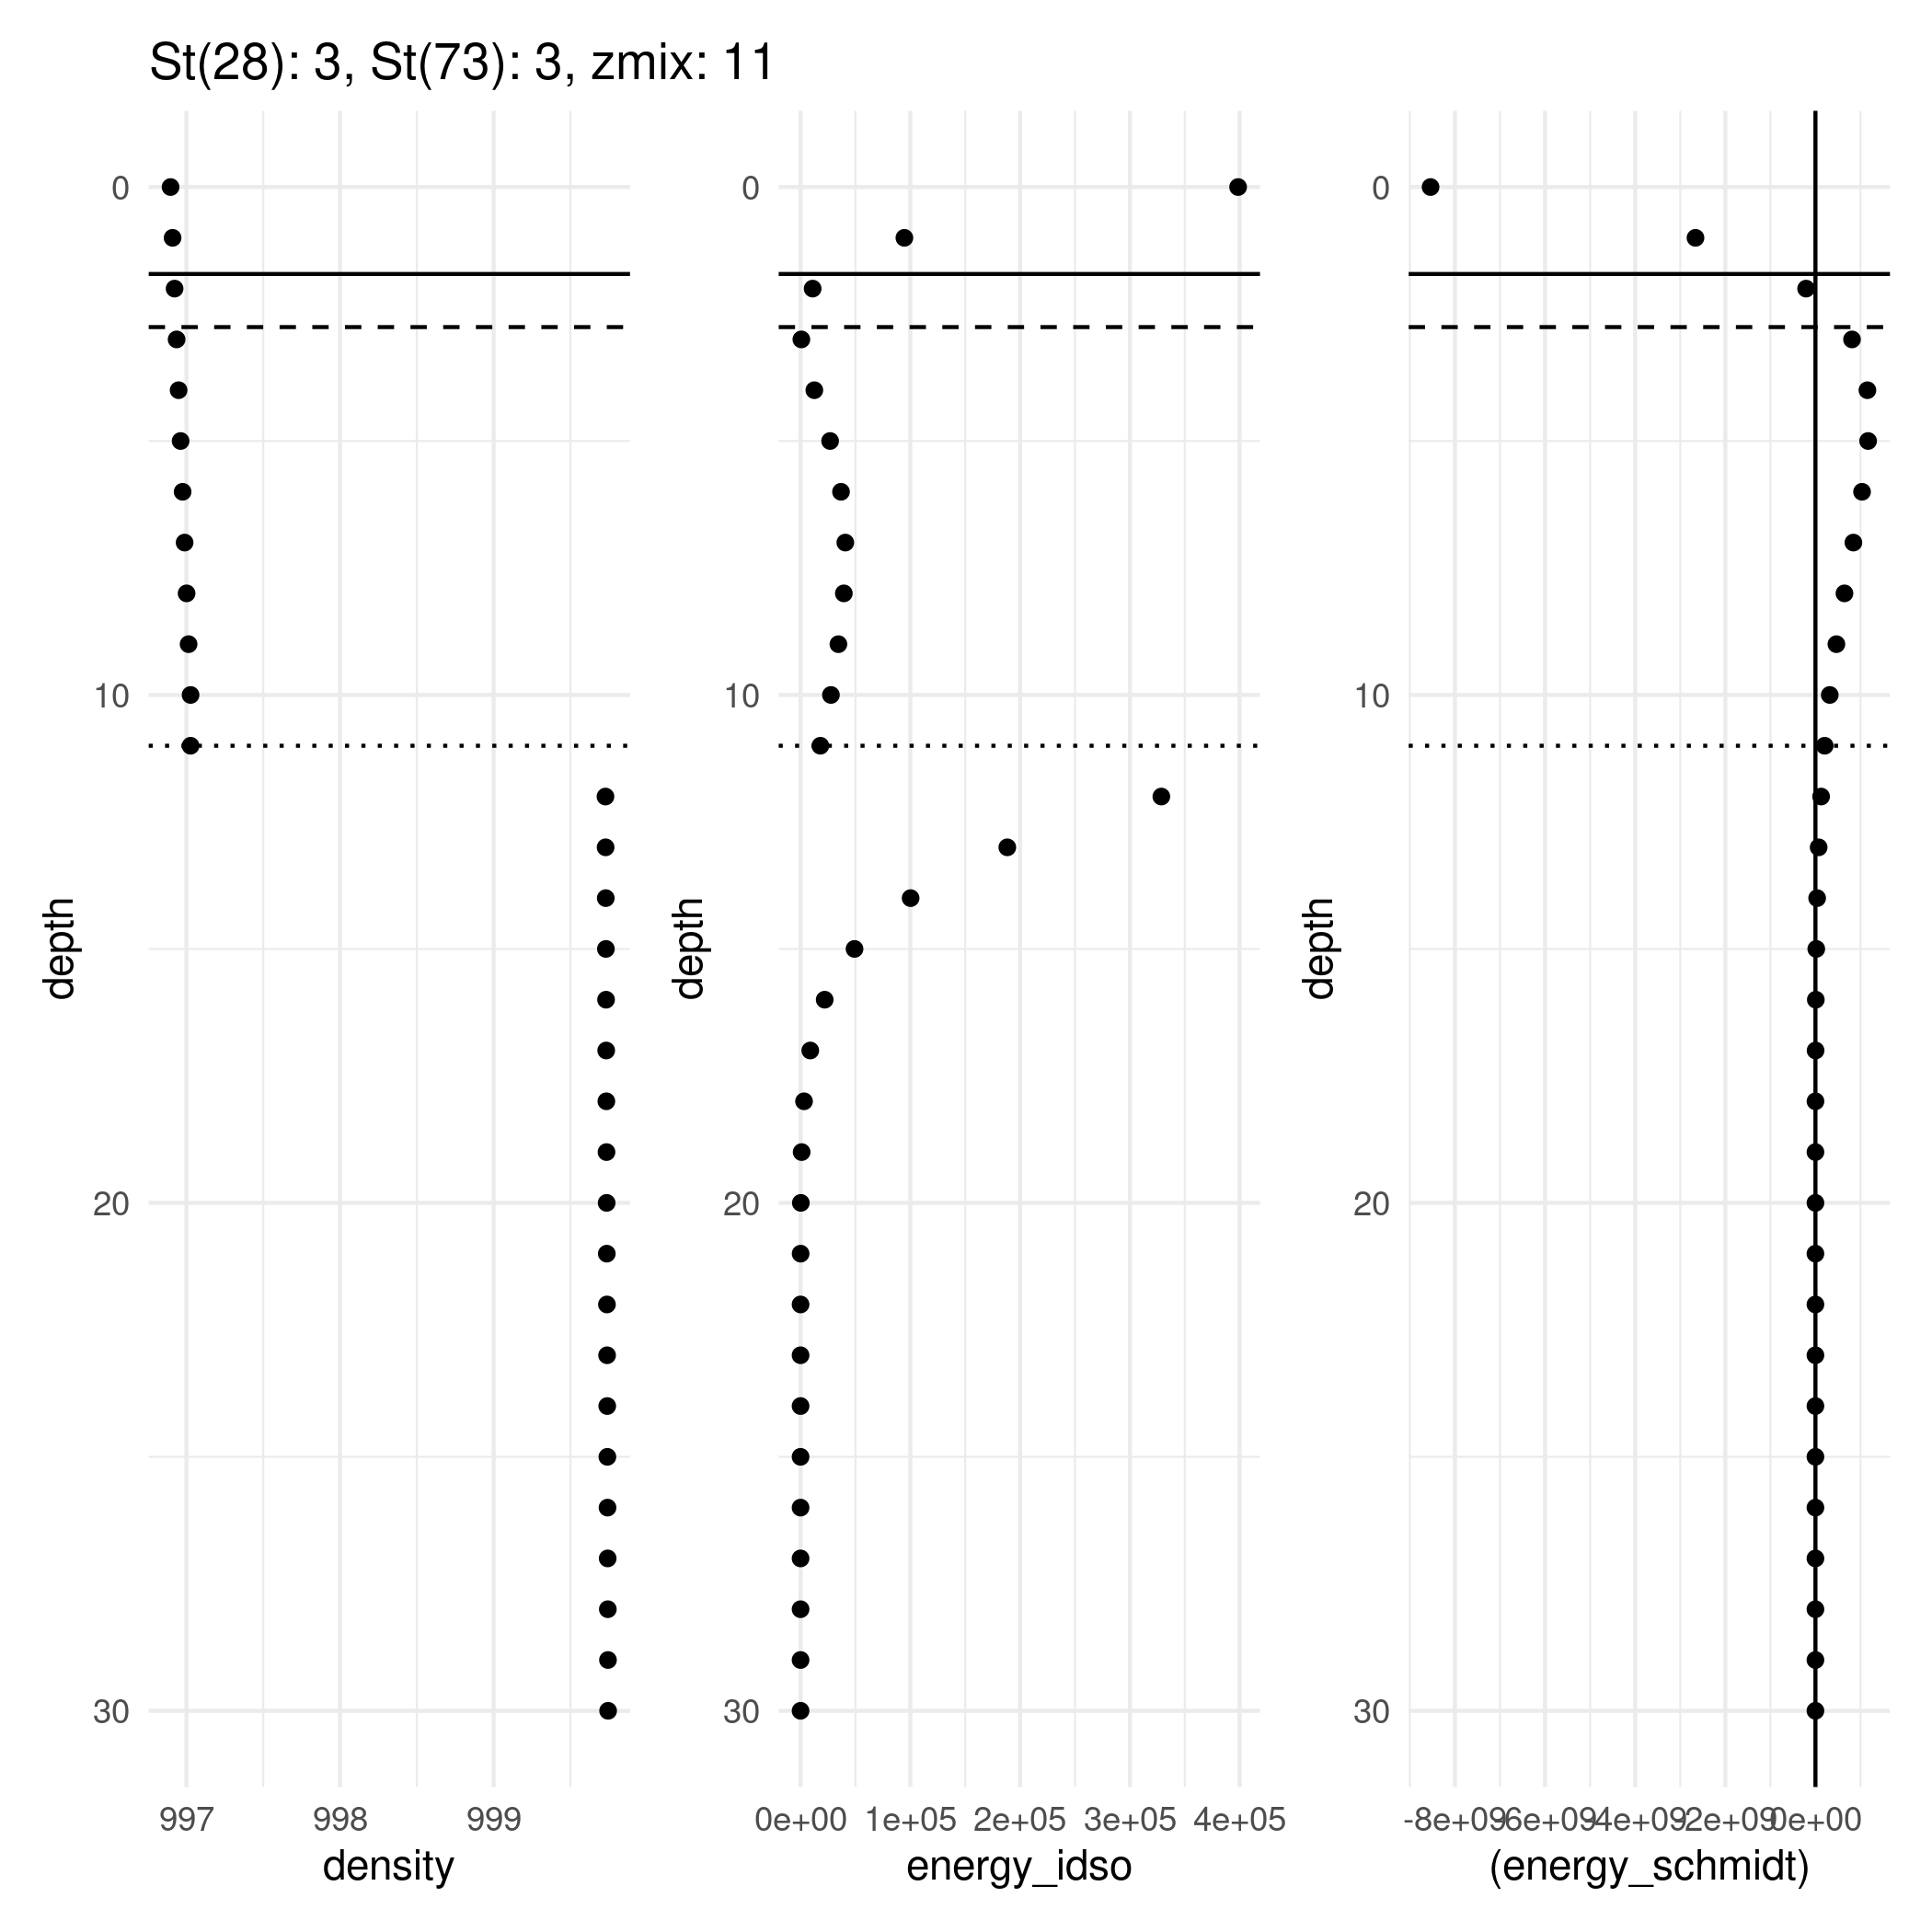 St(28): 3, St(73): 3, zmix: 11
0
10
20
30
depth
997 998 999
density
0
10
20
30
depth
0e+00 1e+05 2e+05 3e+05 4e+05
energy_idso
0
10
20
30
depth
-8e+09 -6e+09 -4e+09 -2e+09 0e+00
(energy_schmidt)